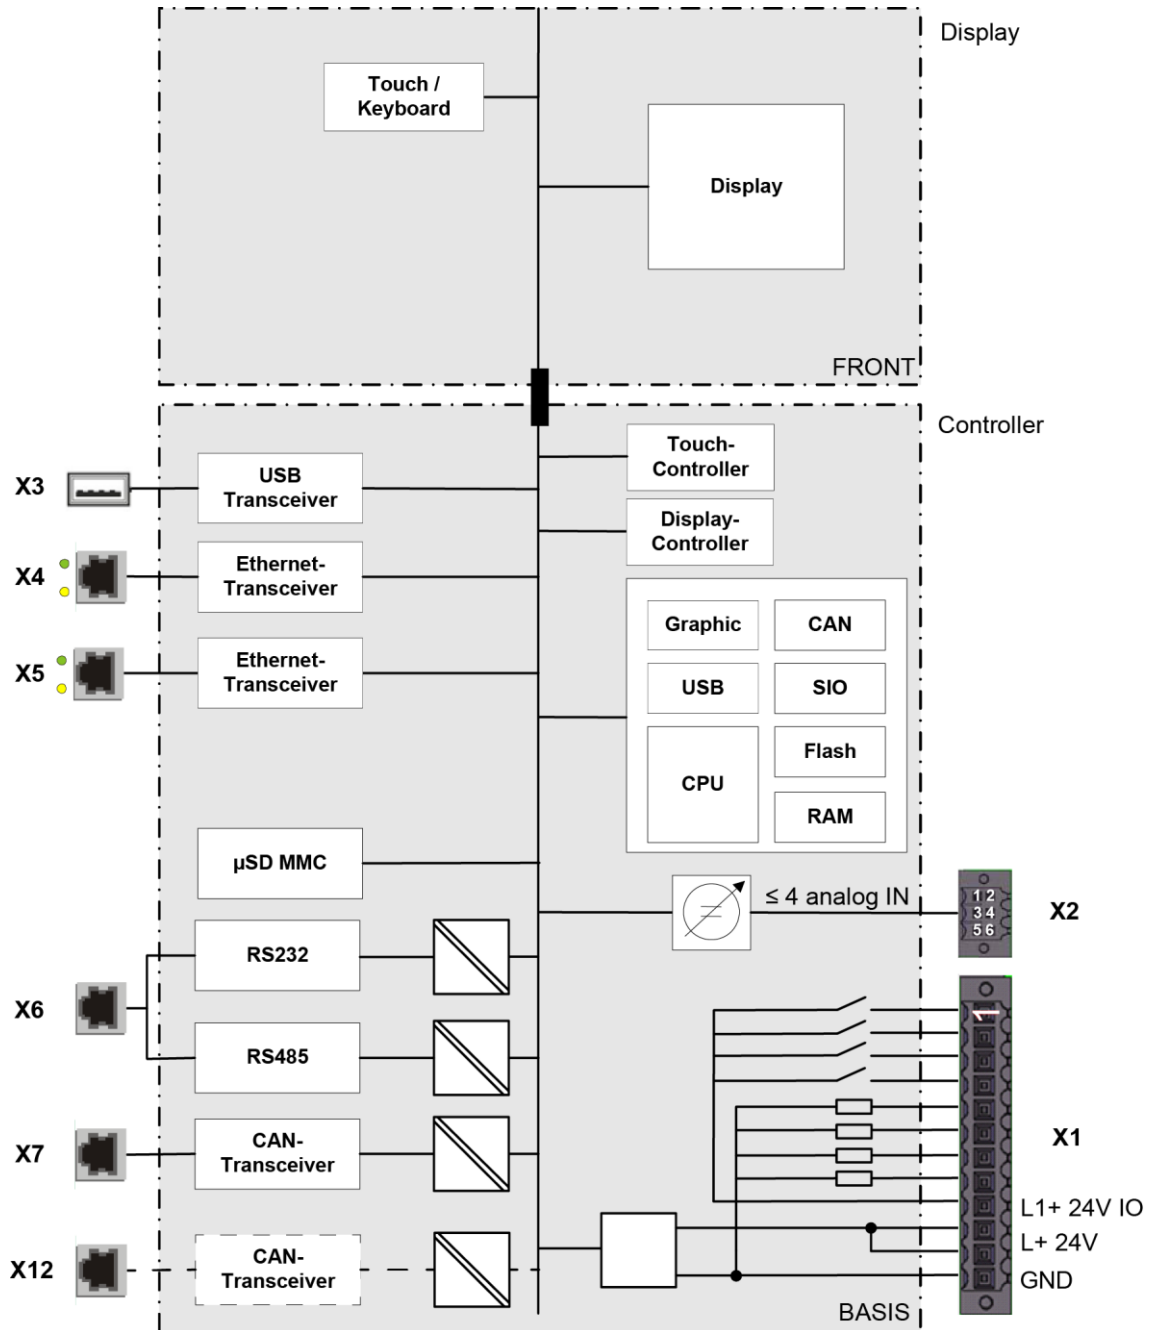 Display
Touch /
Keyboard
Display
FRONT
Controller
Touch-
Controller
X3
USB
Transceiver
Display-
Controller
X4
Ethernet-
Transceiver
Graphic
CAN
X5
Ethernet-
Transceiver
USB
SIO
CPU
Flash
RAM
µSD MMC
≤ 4 analog IN
1 2
3 4
5 6
X2
RS232
X6
RS485
1
X7
CAN-
Transceiver
X1
L1+ 24V IO
L+ 24V
GND
X12
CAN-
Transceiver
BASIS